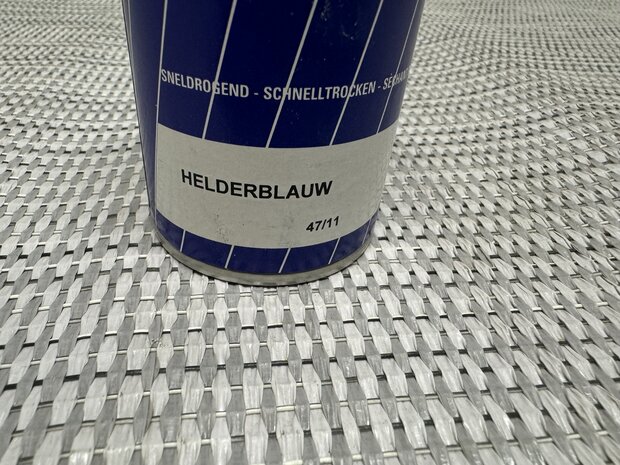 SNELDROGEND - SCHNELLTROCKEN -
HELDERBLAUW
47/11